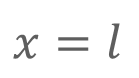 x = l